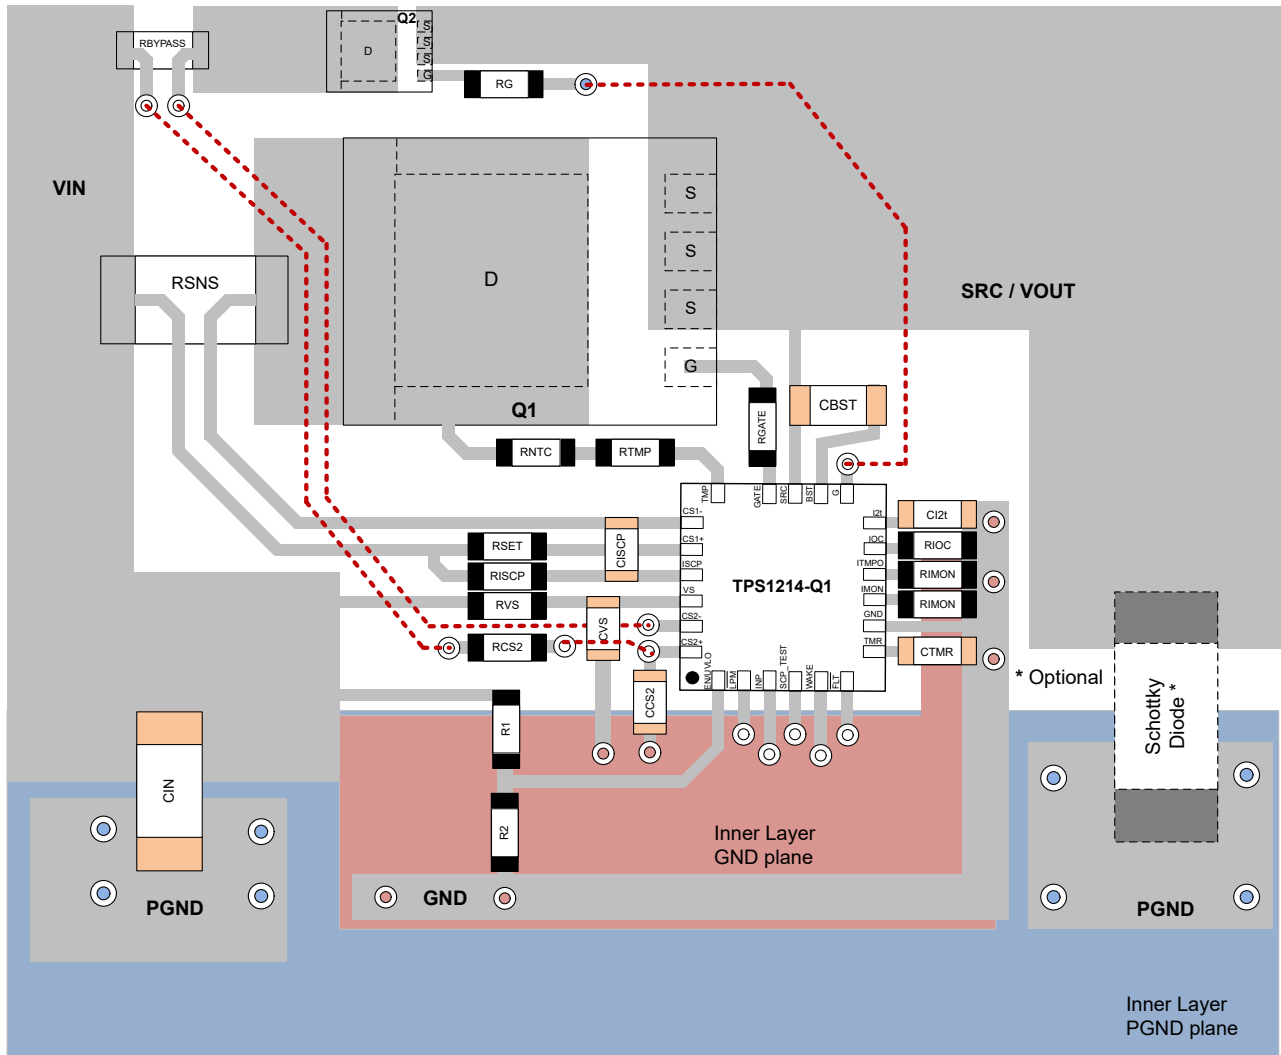 Q2
RBYPASS
S
S
S
G
D
RG
VIN
S
S
S
G
D
RSNS
SRC / VOUT
Q1
CBST
RGATE
RNTC
RTMP
TMP
GATE
SRC
BST
G
CS1-
CS1+
ISCP
VS
CS2-
CS2+
I2t
IOC
ITMPO
IMON
GND
TMR
EN/UVLO
LPM
INP
SCP_TEST
WAKE
FLT
TPS1214-Q1
CI2t
RIOC
RIMON
RIMON
CTMR
RSET
RISCP
RVS
RCS2
CISCP
CVS
CCS2
* Optional
Schottky
Diode *
R1
R2
CIN
Inner Layer
GND plane
GND
PGND
PGND
Inner Layer
PGND plane